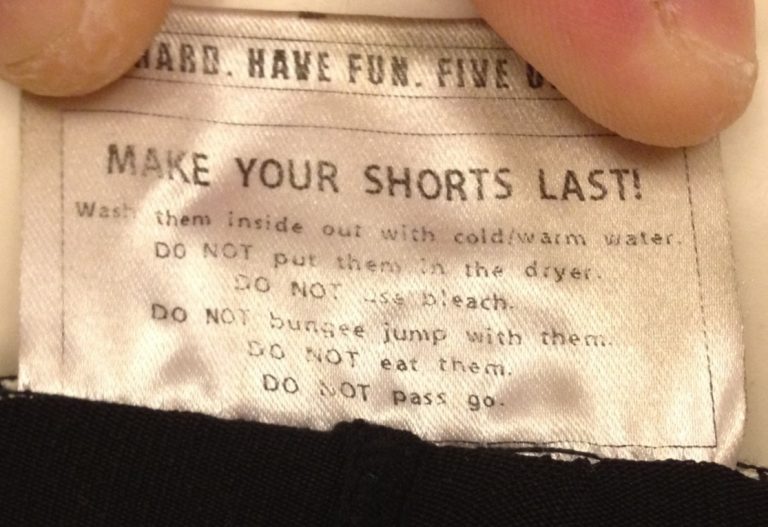 HARD. HAVE FUN. FIVE
MAKE YOUR SHORTS LAST!
Wash them inside out with cold/warm water.
DO NOT put them in the dryer.
DO NOT use bleach.
DO NOT bungee jump with them.
DO NOT eat them.
DO NOT pass go.